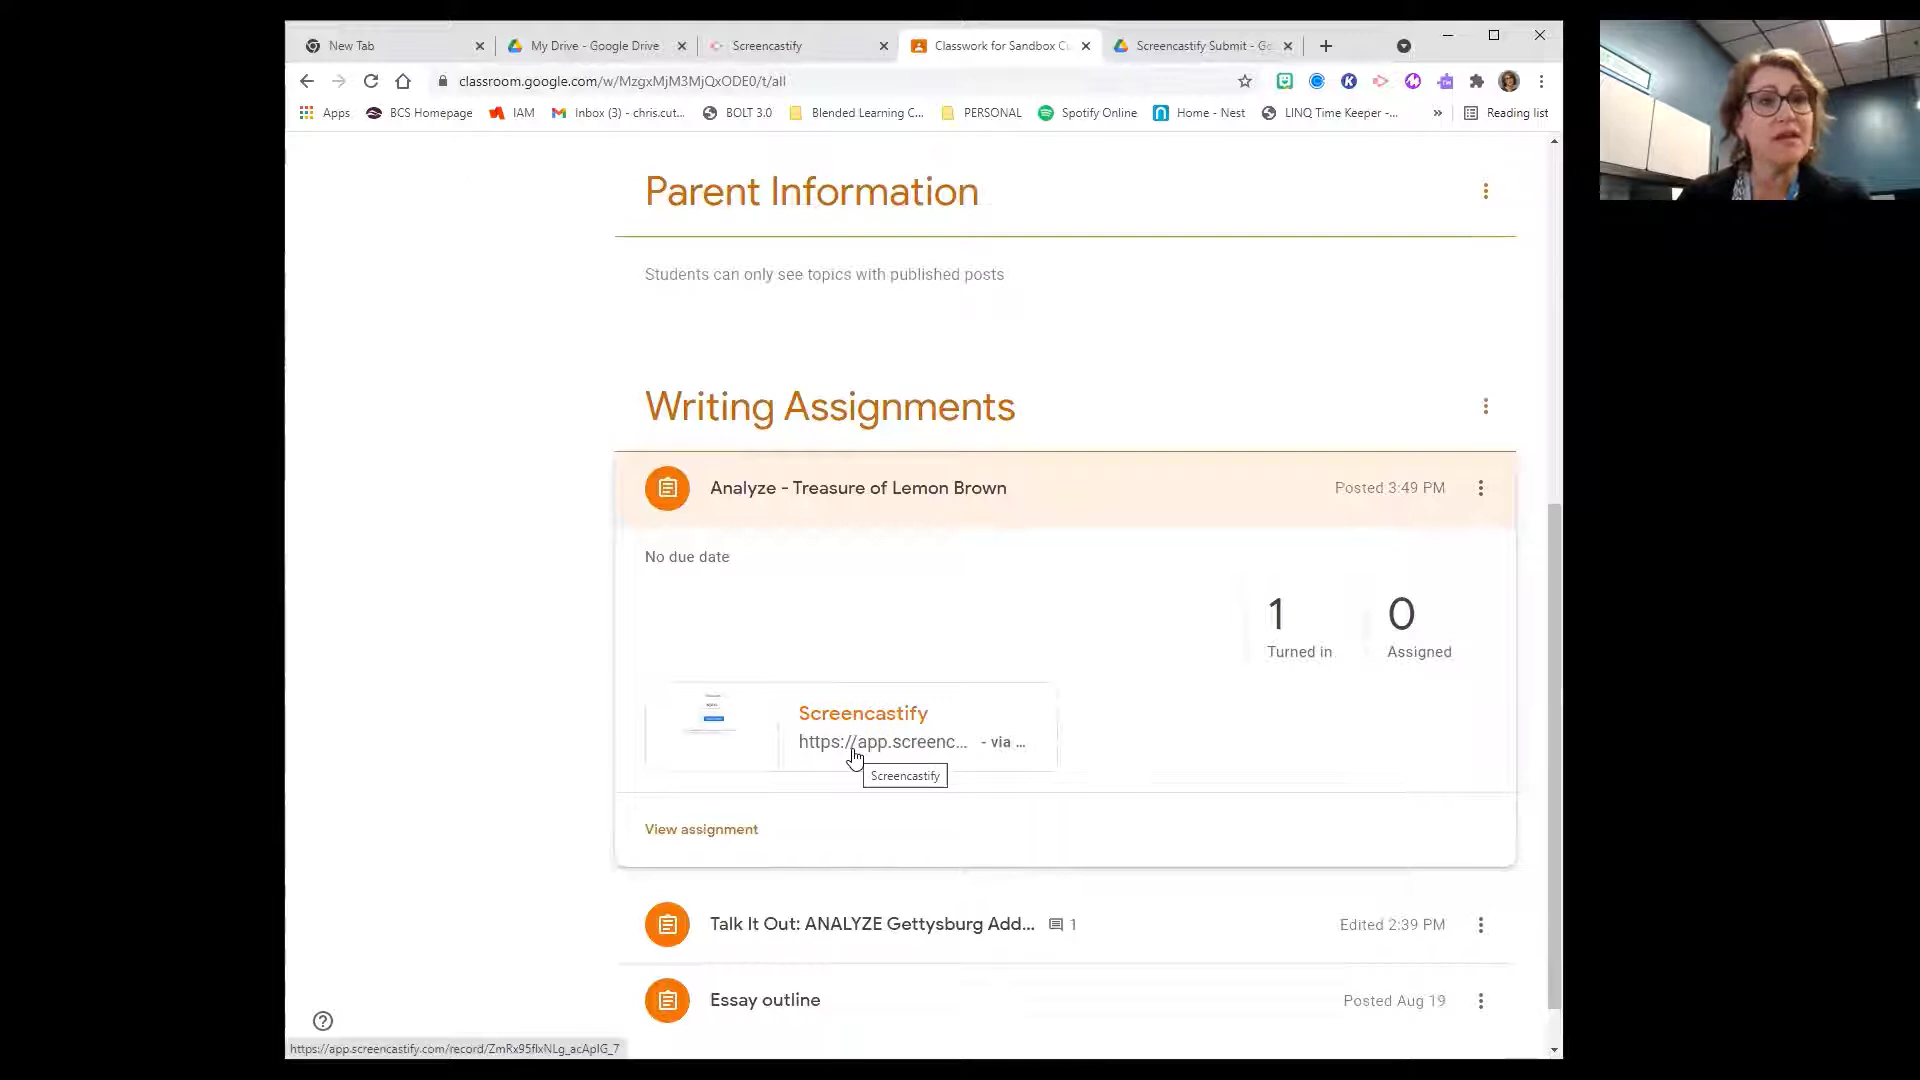 New Tab
My Drive - Google Drive
Screencastify
Classwork for Sandbox Cu
Screencastify Submit - Go
classroom.google.com/w/MzgxMjM3MjQxODE0/t/all
Apps
BCS Homepage
IAM
Inbox (3) - chris.cut...
BOLT 3.0
Blended Learning C...
PERSONAL
Spotify Online
Home - Nest
LINQ Time Keeper -...
»
Reading list
Parent Information
Students can only see topics with published posts
Writing Assignments
Analyze - Treasure of Lemon Brown
Posted 3:49 PM
No due date
1
Turned in
0
Assigned
Screencastify
https://app.screenc... - via ...
Screencastify
View assignment
Talk It Out: ANALYZE Gettysburg Add... 1
Edited 2:39 PM
Essay outline
Posted Aug 19
https://app.screencastify.com/record/ZmRx95flxNLg_acApIG_7